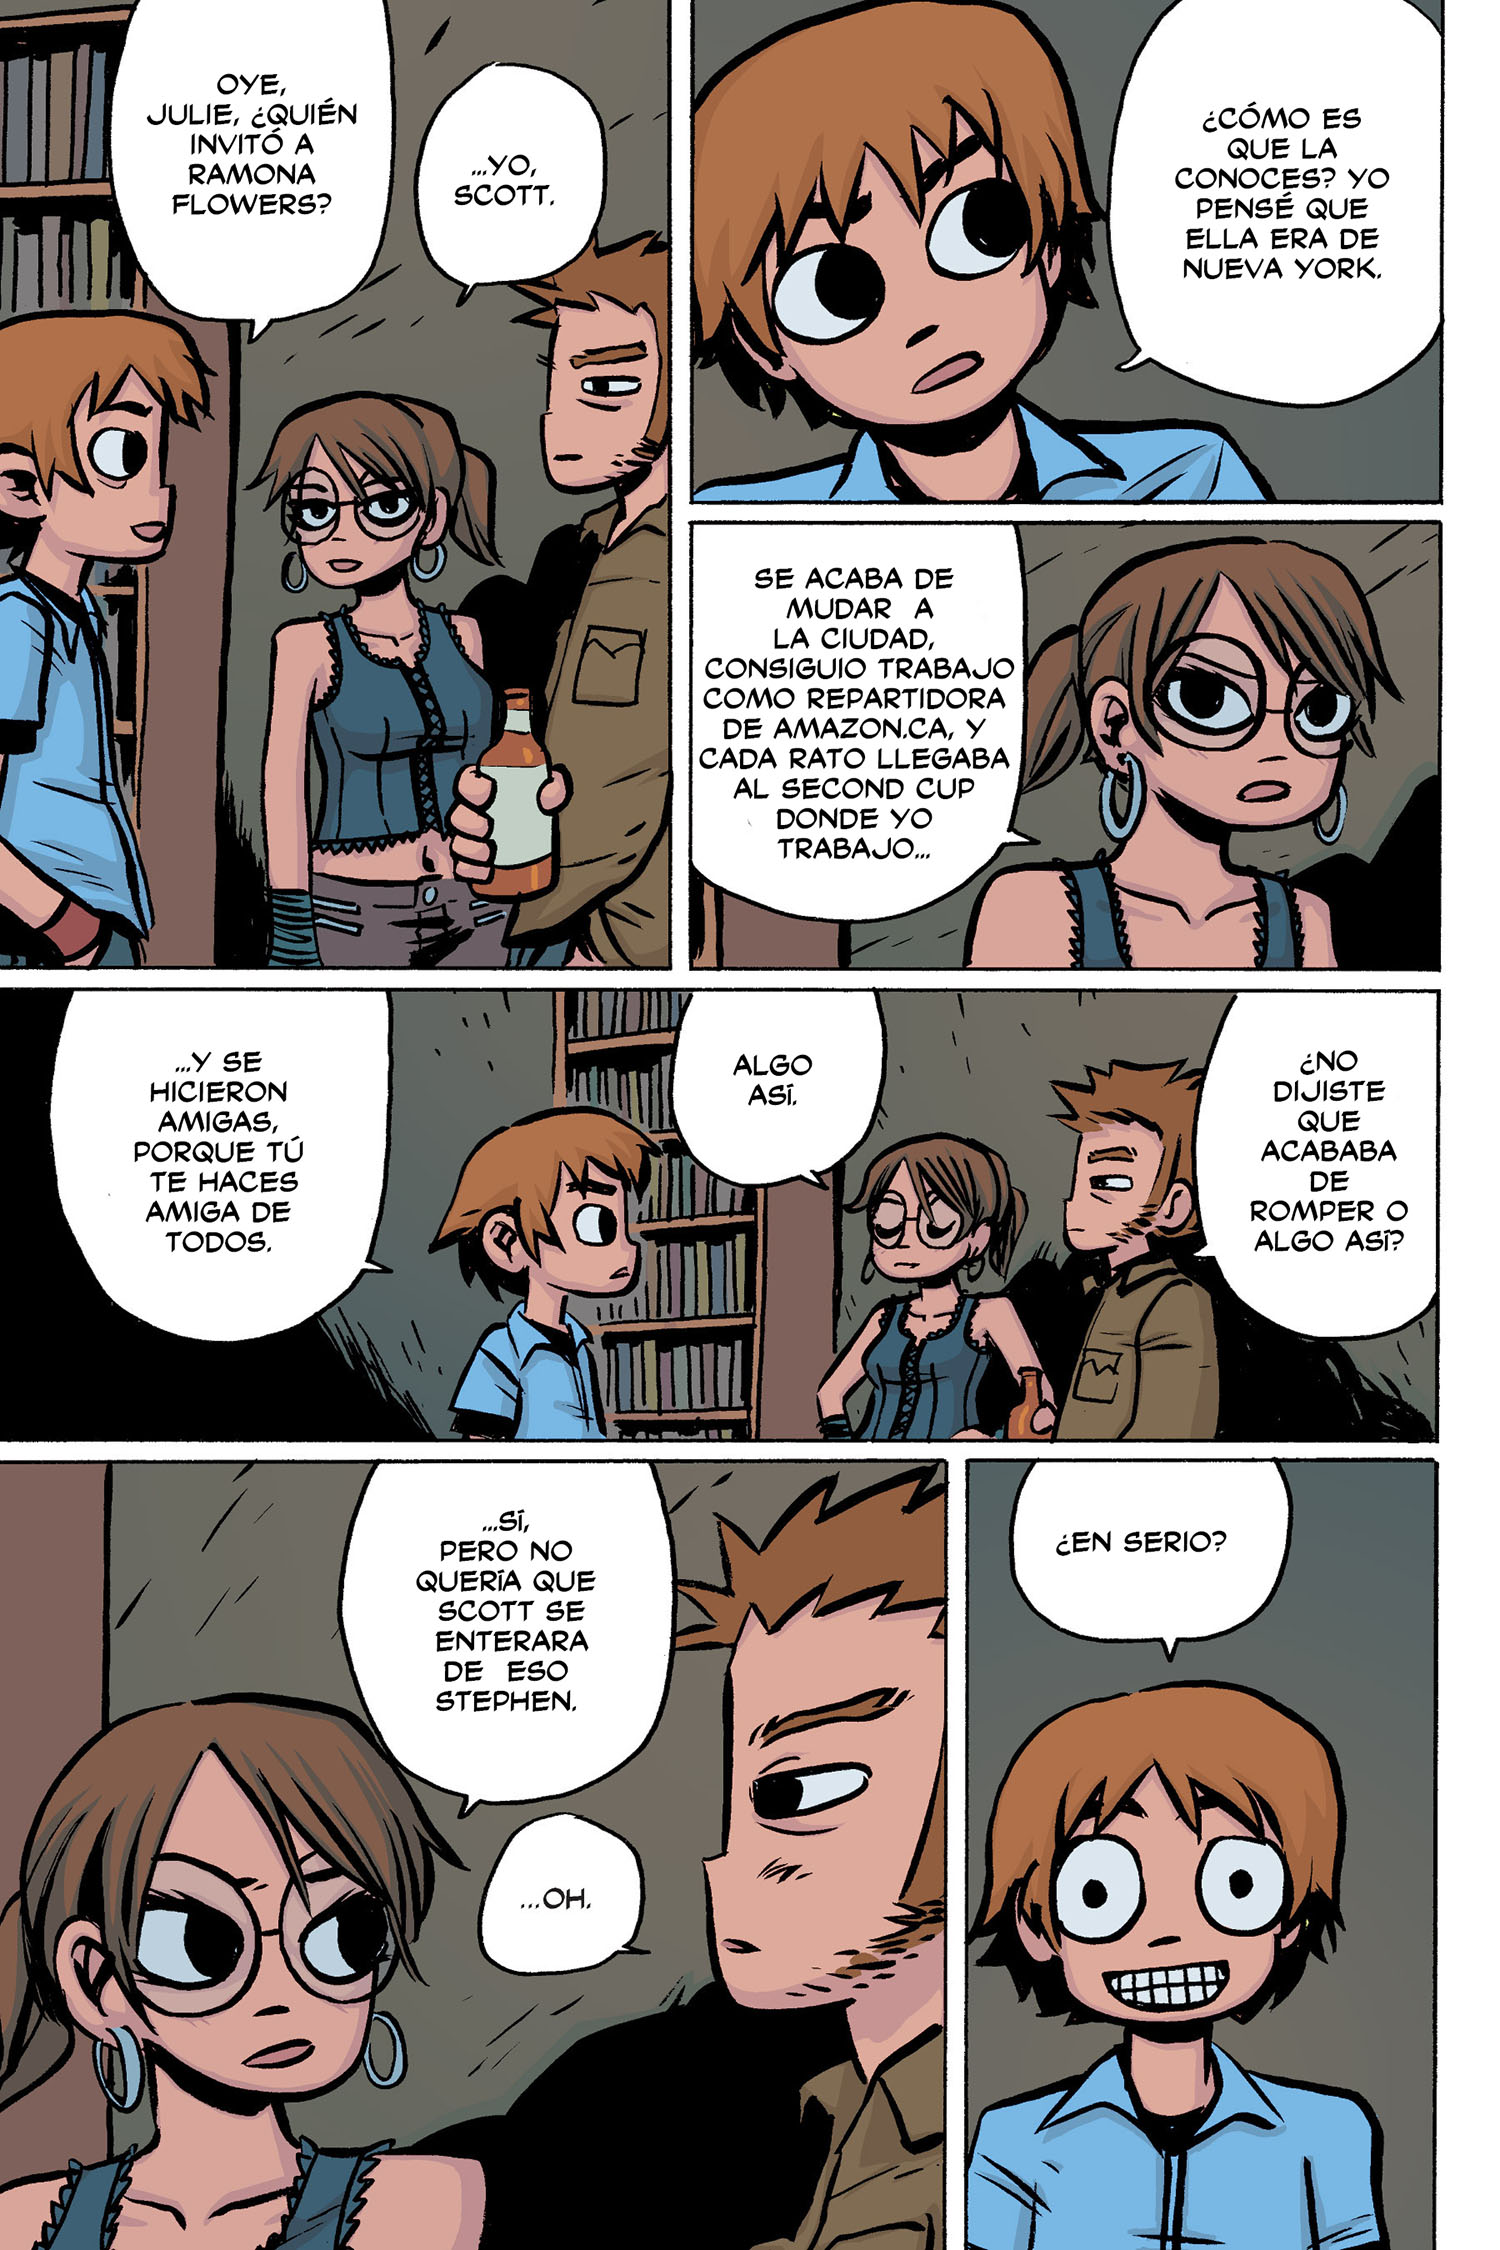 OYE,
JULIE, ¿QUIÉN
INVITÓ A
RAMONA
FLOWERS?
...YO,
SCOTT.
¿CÓMO ES
QUE LA
CONOCES? YO
PENSÉ QUE
ELLA ERA DE
NUEVA YORK.
SE ACABA DE
MUDAR A
LA CIUDAD,
CONSIGUIO TRABAJO
COMO REPARTIDORA
DE AMAZON.CA, Y
CADA RATO LLEGABA
AL SECOND CUP
DONDE YO
TRABAJO...
...Y SE
HICIERON
AMIGAS,
PORQUE TÚ
TE HACES
AMIGA DE
TODOS.
ALGO
ASÍ.
¿NO
DIJISTE
QUE
ACABABA
DE
ROMPER O
ALGO ASÍ?
...SÍ,
PERO NO
QUERÍA QUE
SCOTT SE
ENTERARA
DE ESO
STEPHEN.
...OH.
¿EN SERIO?